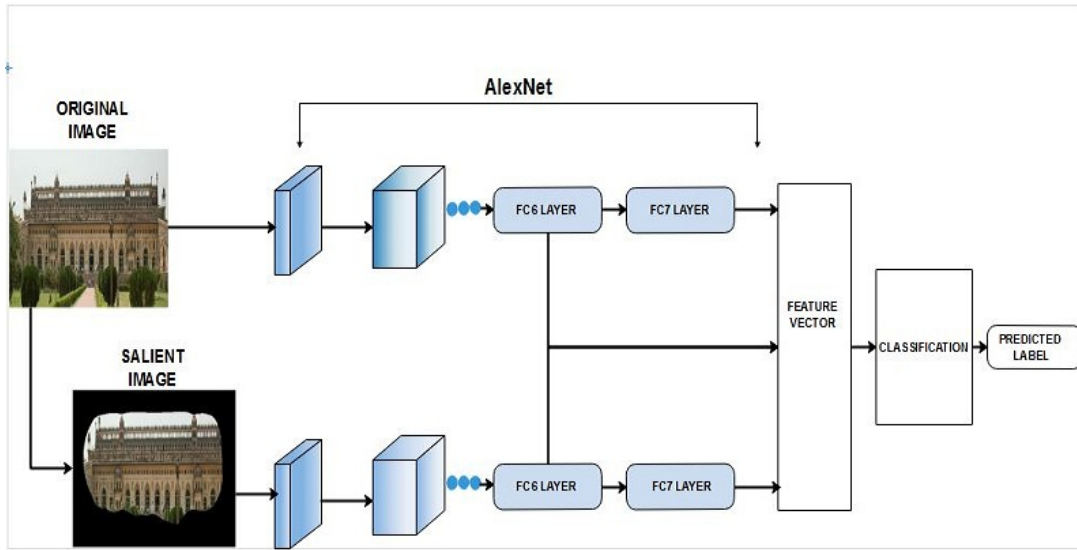 AlexNet
ORIGINAL
IMAGE
FC6 LAYER
FC7 LAYER
FEATURE
VECTOR
CLASSIFICATION
PREDICTED
LABEL
SALIENT
IMAGE
FC6 LAYER
FC7 LAYER